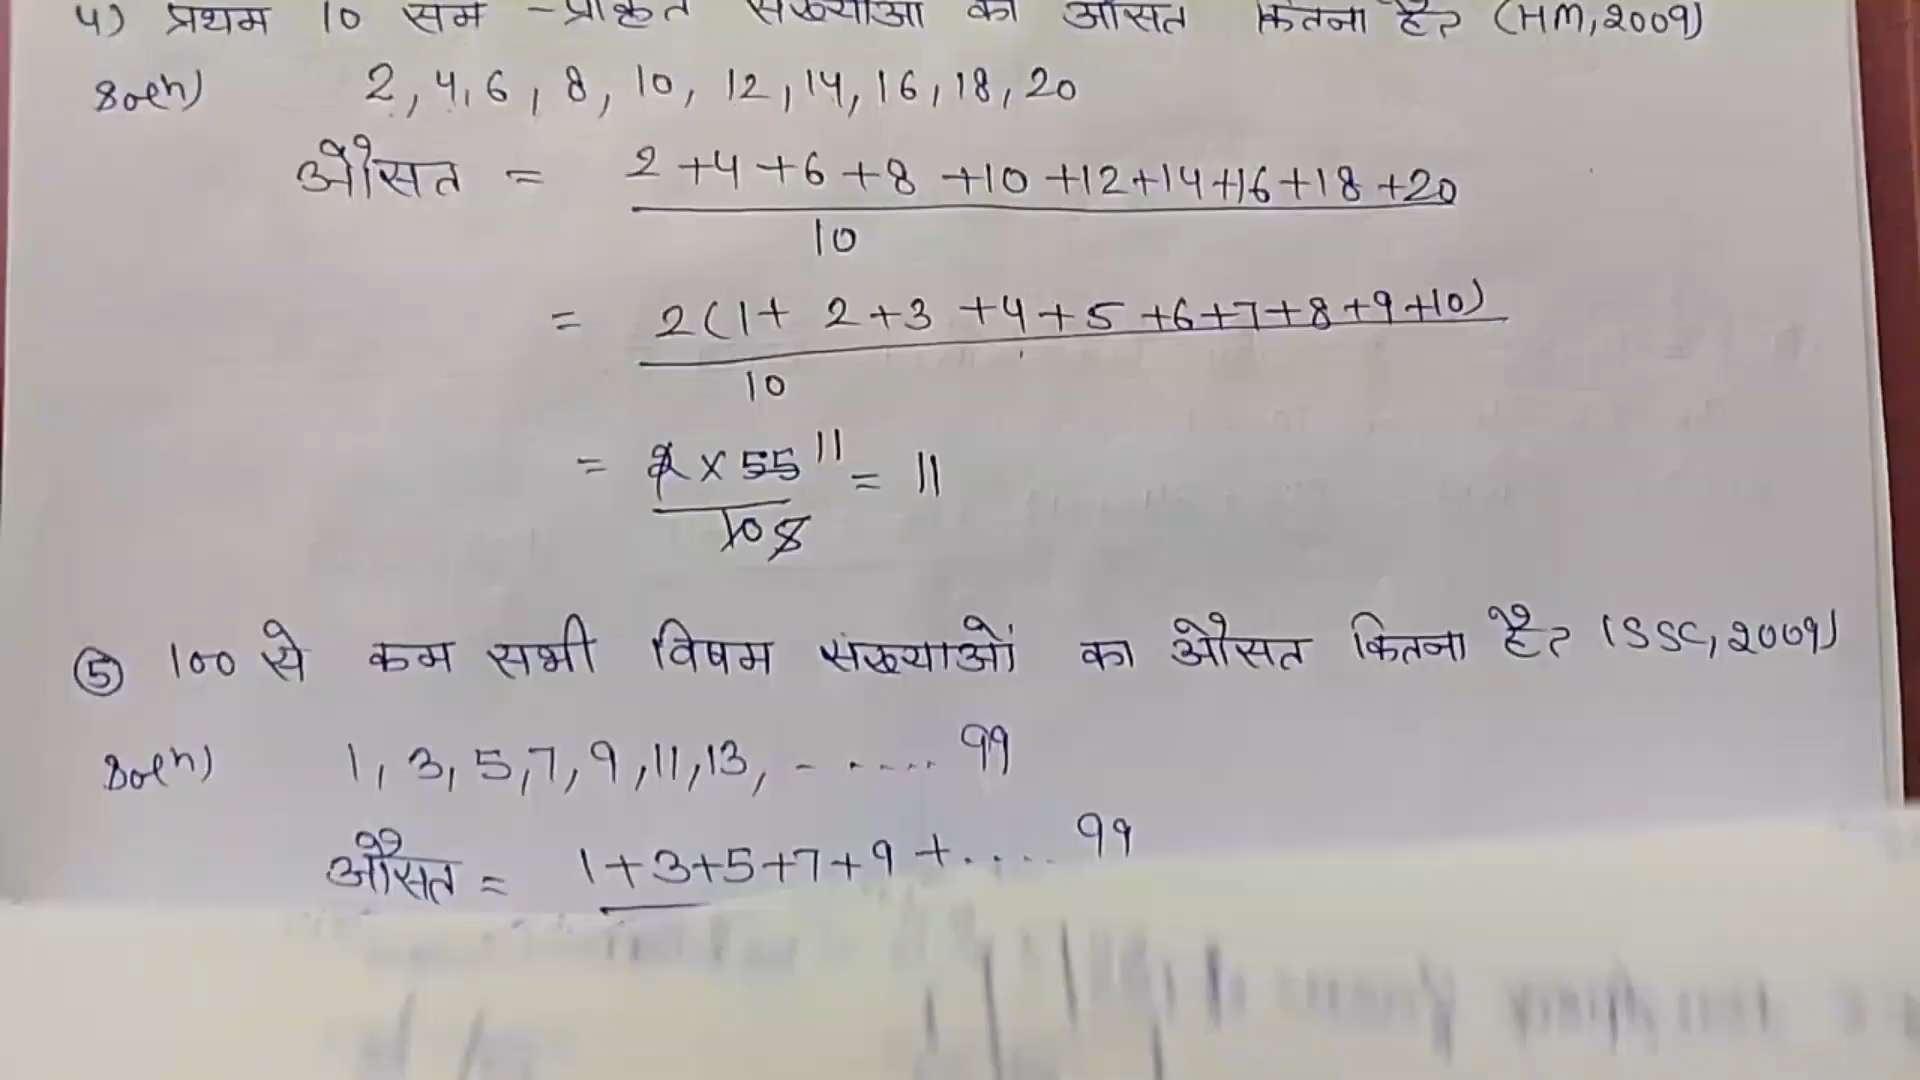 4) प्रथम 10 सम - प्राकृत संख्याओं का औसत कितना है? (HM, 2009)
Soln) 2, 4, 6, 8, 10, 12, 14, 16, 18, 20
औसत = 2 + 4 + 6 + 8 + 10 + 12 + 14 + 16 + 18 + 20
10
= 2 (1 + 2 + 3 + 4 + 5 + 6 + 7 + 8 + 9 + 10)
10
= 2 × 55 11 = 11
10 5
⑤ 100 से कम सभी विषम संख्याओं का औसत कितना है? (SSC, 2009)
Soln) 1, 3, 5, 7, 9, 11, 13, - ..... 99
औसत = 1 + 3 + 5 + 7 + 9 + .... 99